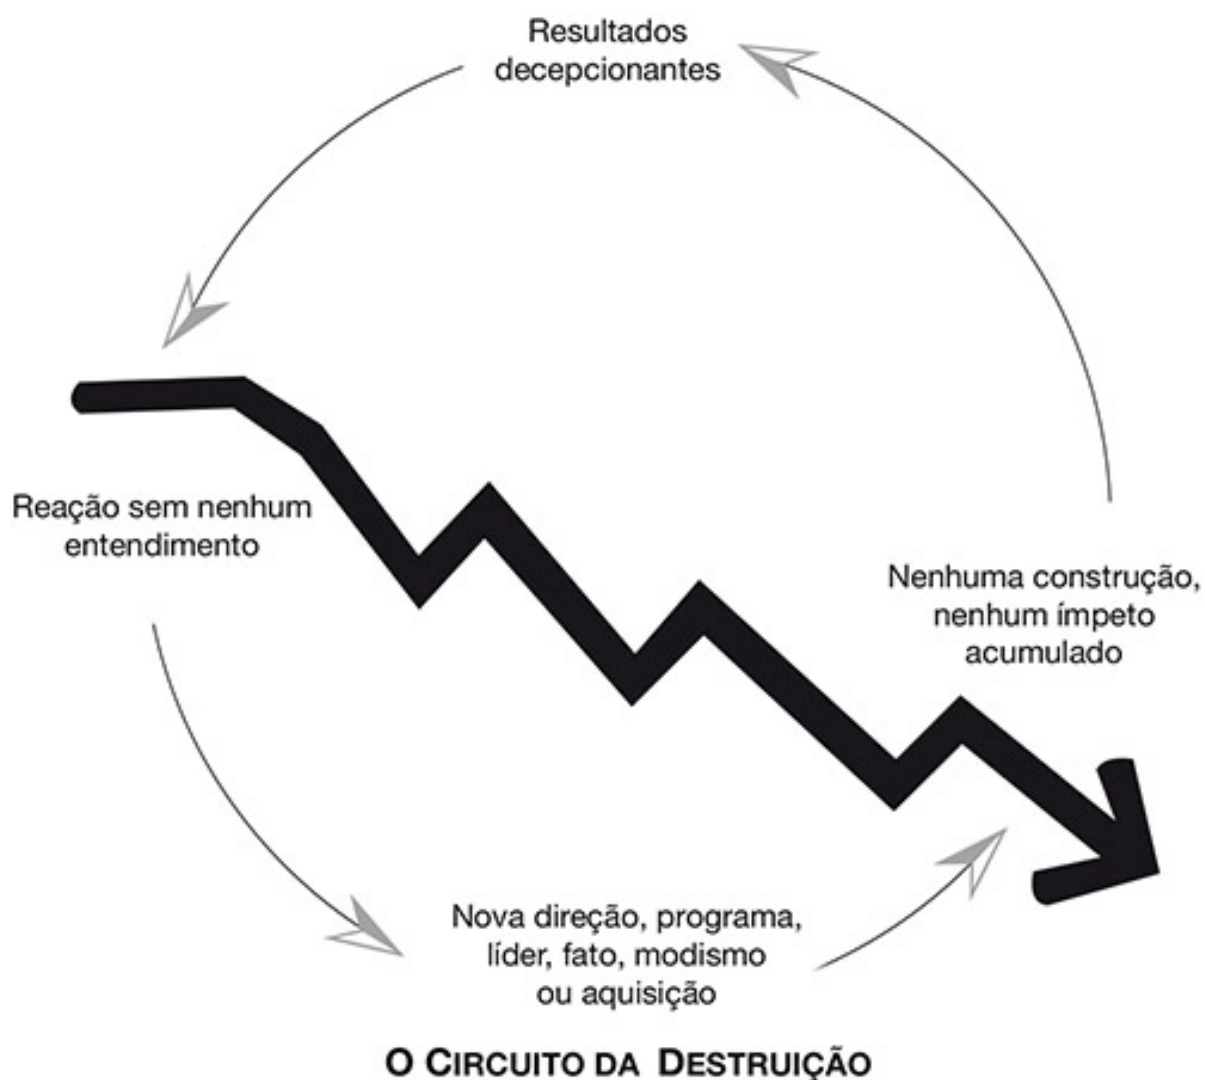 Resultados
decepcionantes
Reação sem nenhum
entendimento
Nenhuma construção,
nenhum ímpeto
acumulado
Nova direção, programa,
líder, fato, modismo
ou aquisição
O CIRCUITO DA DESTRUIÇÃO